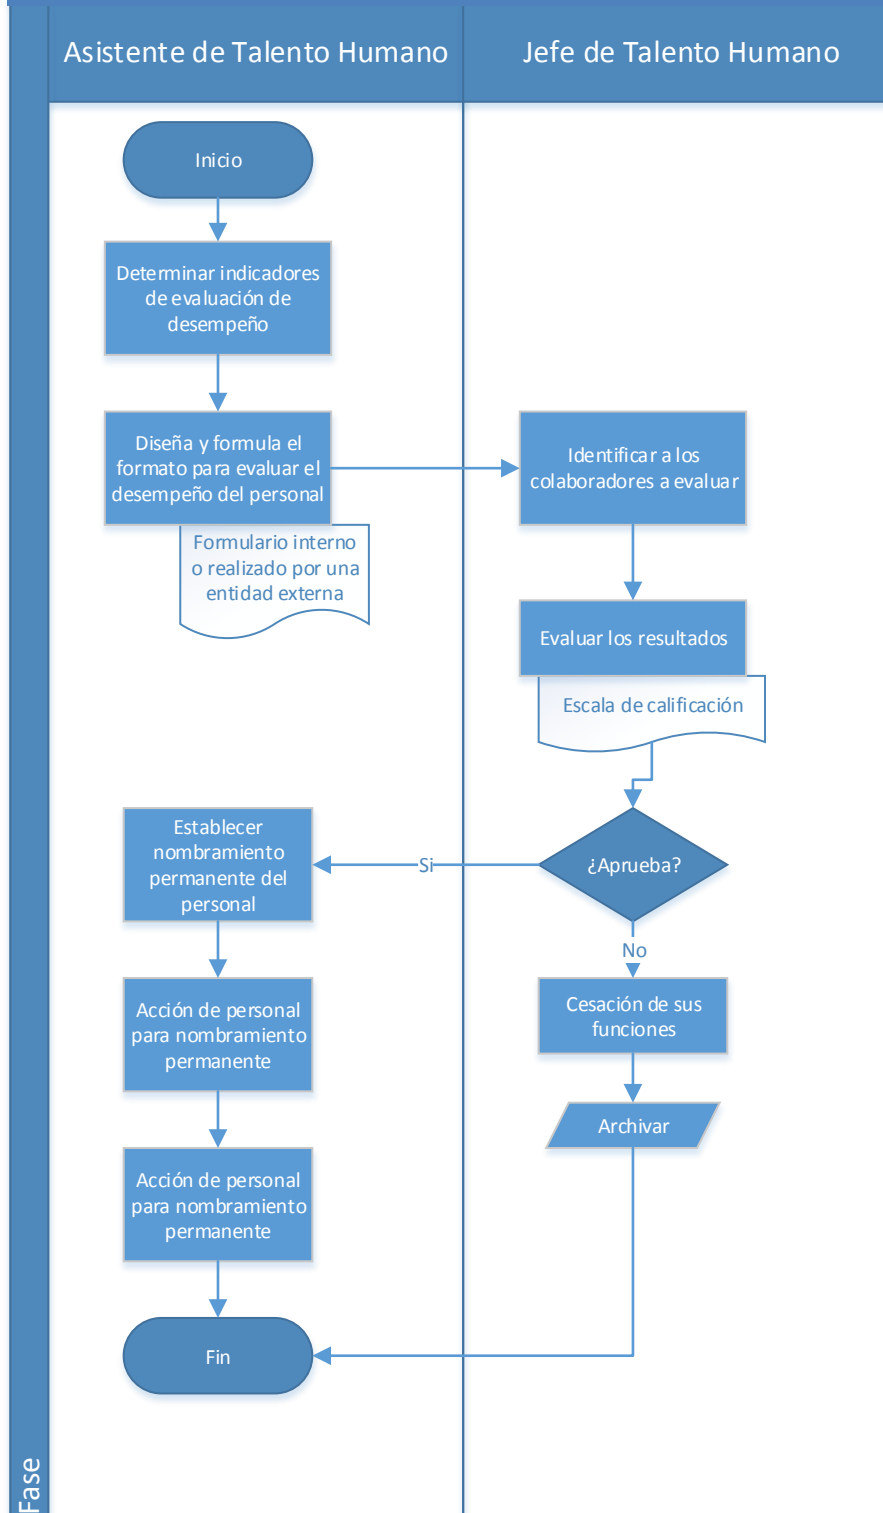 Asistente de Talento Humano
Jefe de Talento Humano
Inicio
Determinar indicadores
de evaluación de
desempeño
Diseña y formula el
formato para evaluar el
desempeño del personal
Formulario interno
o realizado por una
entidad externa
Identificar a los
colaboradores a evaluar
Evaluar los resultados
Escala de calificación
¿Aprueba?
Si
No
Establecer
nombramiento
permanente del
personal
Cesación de sus
funciones
Acción de personal
para nombramiento
permanente
Archivar
Acción de personal
para nombramiento
permanente
Fin
Fase